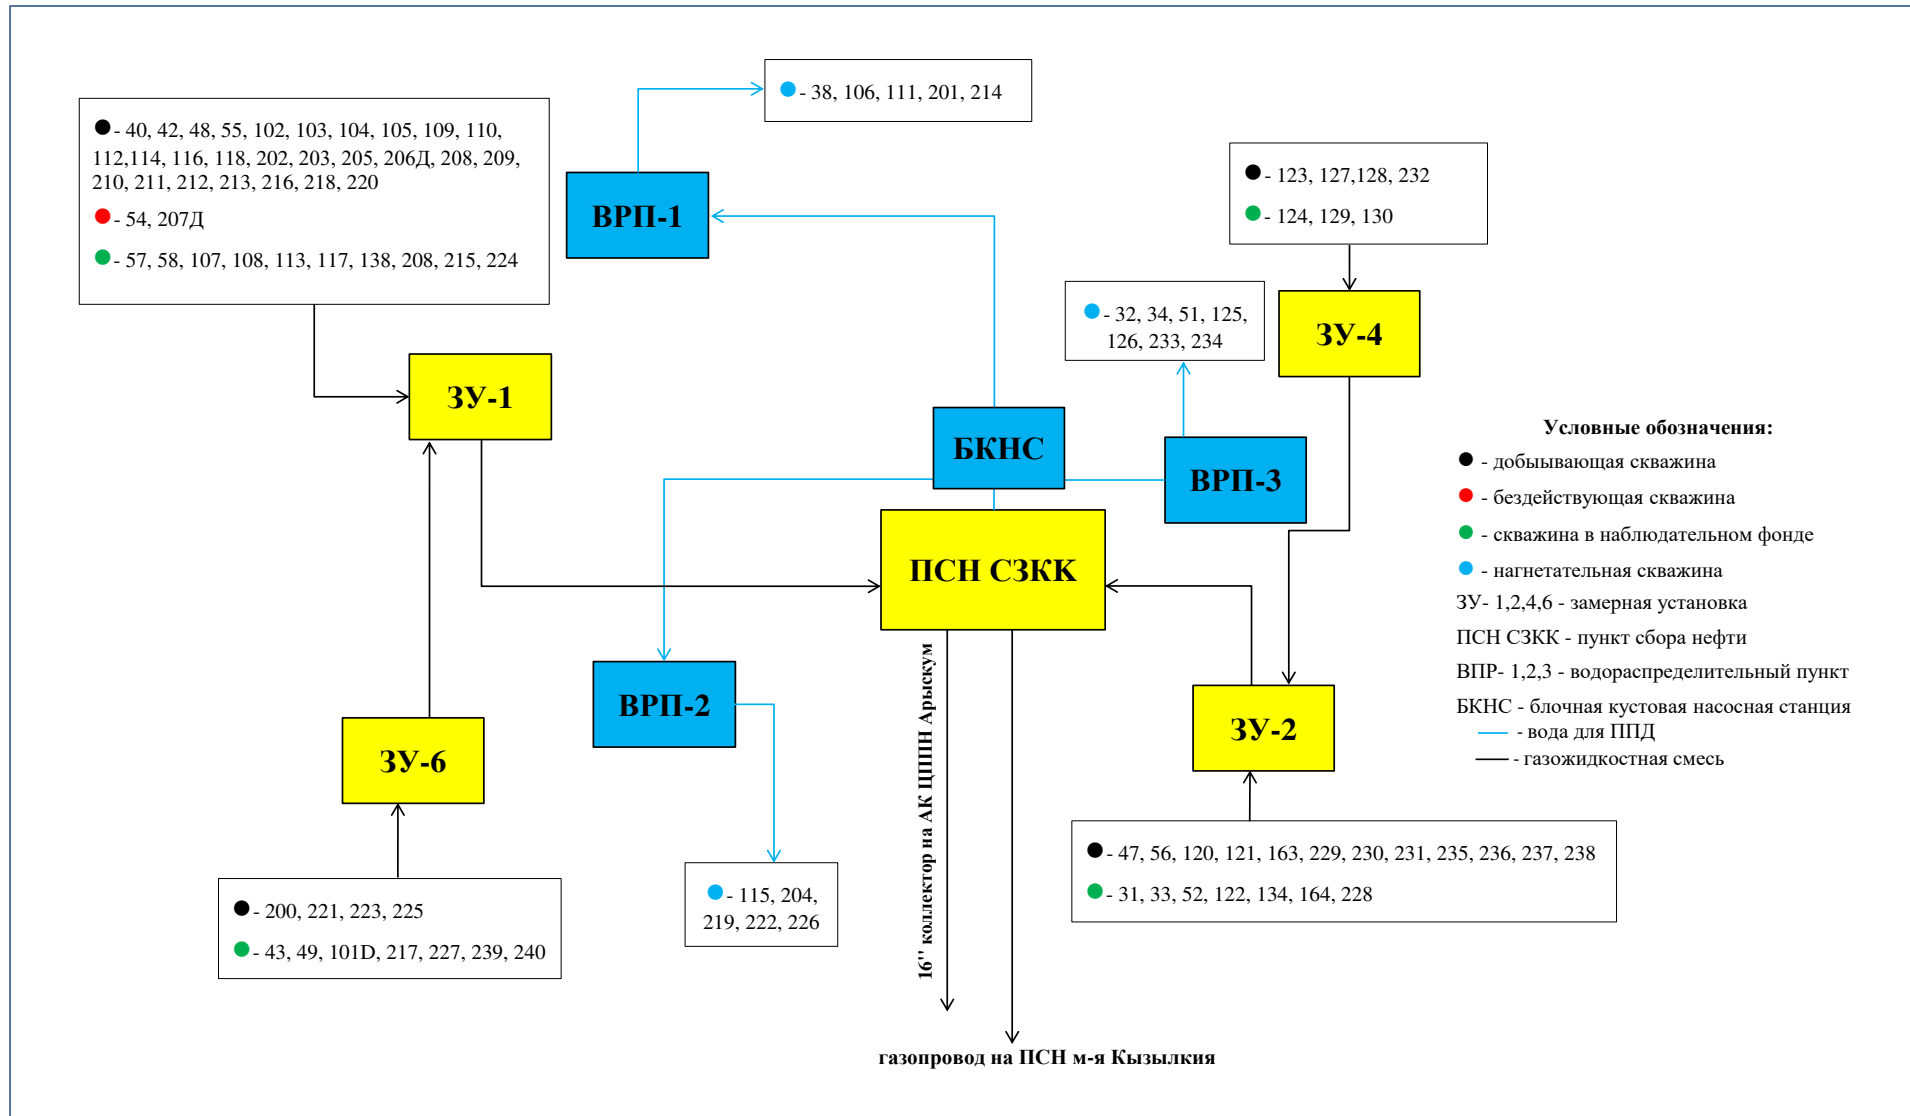 - 38, 106, 111, 201, 214
- 40, 42, 48, 55, 102, 103, 104, 105, 109, 110,
112,114, 116, 118, 202, 203, 205, 206Д, 208, 209,
210, 211, 212, 213, 216, 218, 220
- 54, 207Д
- 57, 58, 107, 108, 113, 117, 138, 208, 215, 224
ВРП-1
- 123, 127,128, 232
- 124, 129, 130
- 32, 34, 51, 125,
126, 233, 234
ЗУ-4
ЗУ-1
БКНС
ВРП-3
ПСН СЗКК
Условные обозначения:
- добыывающая скважина
- бездействующая скважина
- скважина в наблюдательном фонде
- нагнетательная скважина
ЗУ- 1,2,4,6 - замерная установка
ПСН СЗКК - пункт сбора нефти
ВПР- 1,2,3 - водораспределительный пункт
БКНС - блочная кустовая насосная станция
- вода для ППД
- газожидкостная смесь
ВРП-2
ЗУ-6
ЗУ-2
16'' коллектор на АК ЦППН Арыскум
- 47, 56, 120, 121, 163, 229, 230, 231, 235, 236, 237, 238
- 31, 33, 52, 122, 134, 164, 228
- 115, 204,
219, 222, 226
- 200, 221, 223, 225
- 43, 49, 101D, 217, 227, 239, 240
газопровод на ПСН м-я Кызылкия